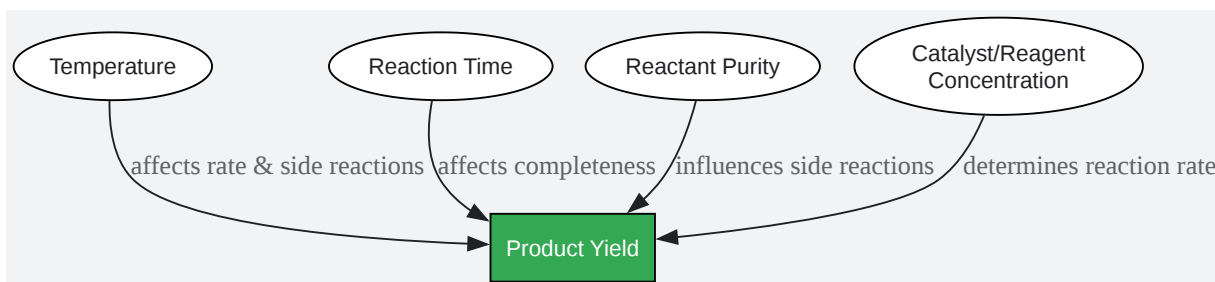 Temperature
Reaction Time
Reactant Purity
Catalyst/Reagent
Concentration
affects rate & side reactions
affects completeness
influences side reactions
determines reaction rate
Product Yield